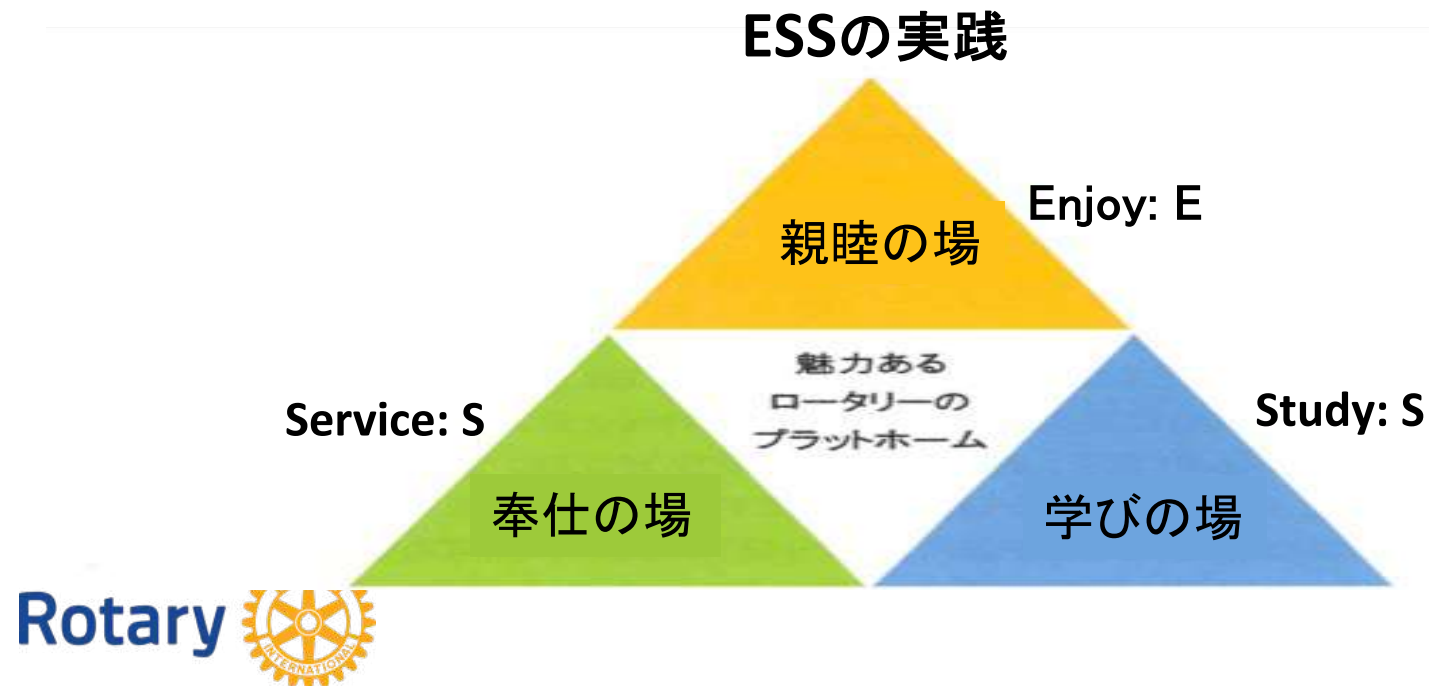 ESSの実践
Enjoy: E
親睦の場
魅力ある
ロータリーの
プラットホーム
Service: S
Study: S
奉仕の場
学びの場
Rotary
INTERNATIONAL